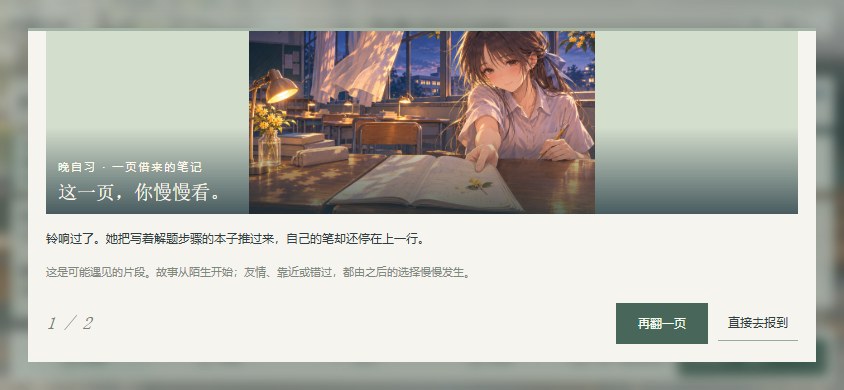 晚自习 · 一页借来的笔记
这一页，你慢慢看。
铃响过了。她把写着解题步骤的本子推过来，自己的笔却还停在上一行。
这是可能遇见的片段。故事从陌生开始；友情、靠近或错过，都由之后的选择慢慢发生。
1 / 2
再翻一页
直接去报到